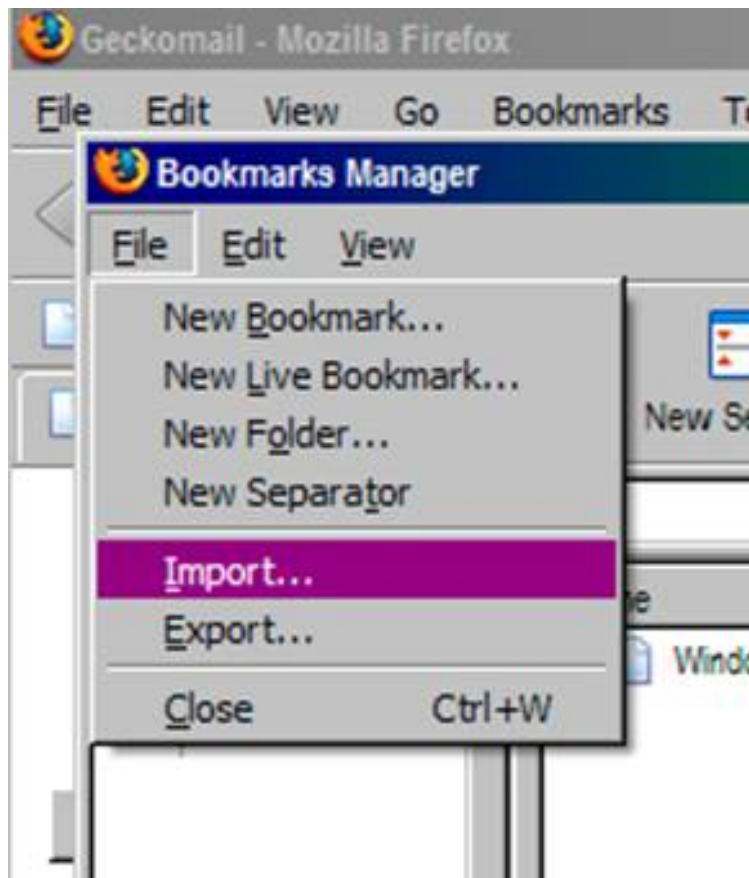 Geckomail - Mozilla Firefox
File Edit View Go Bookmarks
Bookmarks Manager
File Edit View
New Bookmark...
New Live Bookmark...
New Folder...
New Separator
Import...
Export...
Close Ctrl+W
New